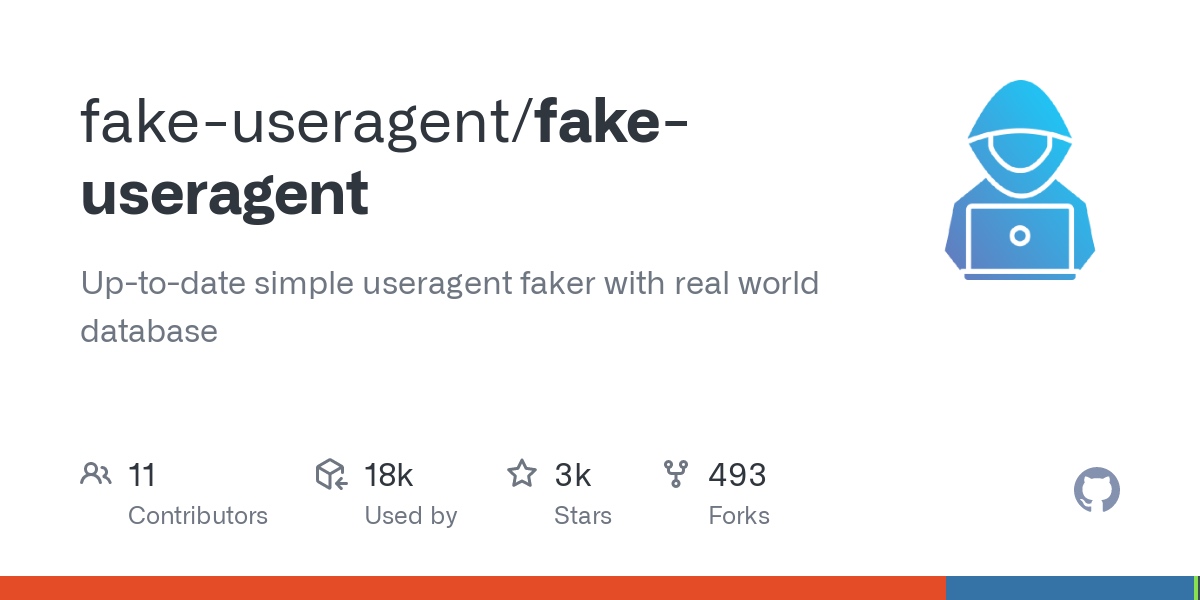 fake-useragent/fake-
useragent
Up-to-date simple useragent faker with real world
database
11
Contributors
18k
Used by
3k
Stars
493
Forks